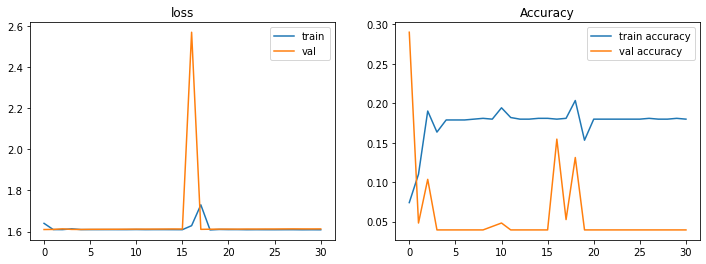 loss
2.6
2.4
2.2
2.0
1.8
1.6
0 5 10 15 20 25 30
train
val
Accuracy
0.30
0.25
0.20
0.15
0.10
0.05
0 5 10 15 20 25 30
train accuracy
val accuracy